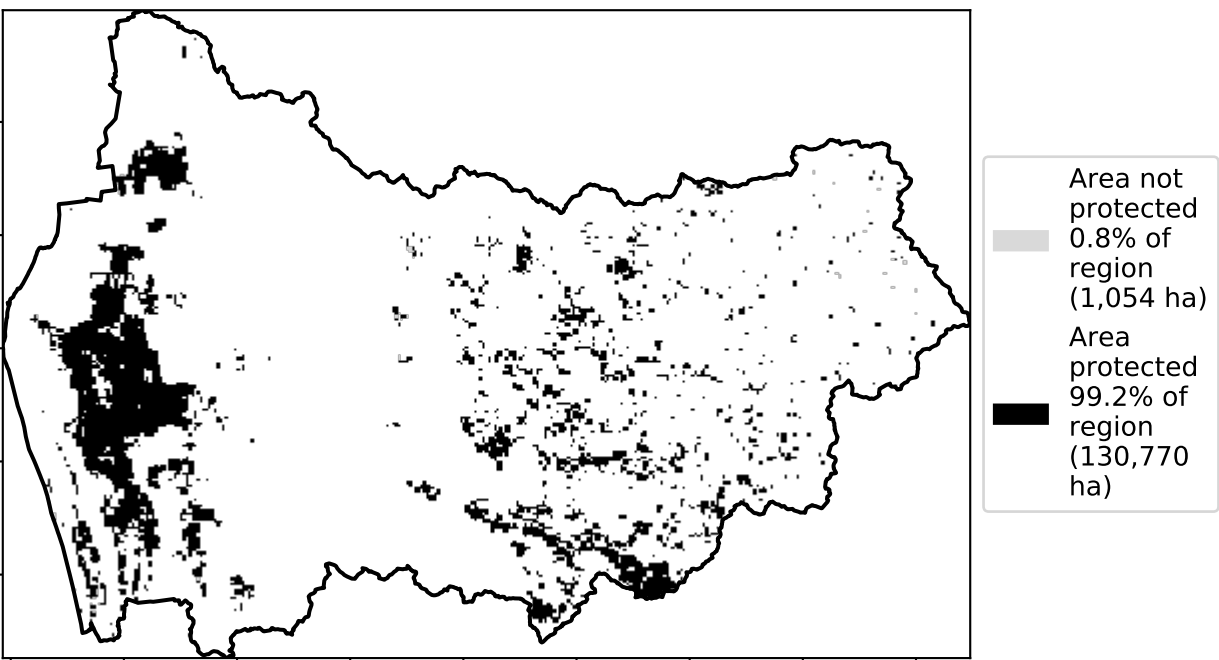 Area not
protected
0.8% of
region
(1,054 ha)
Area
protected
99.2% of
region
(130,770
ha)